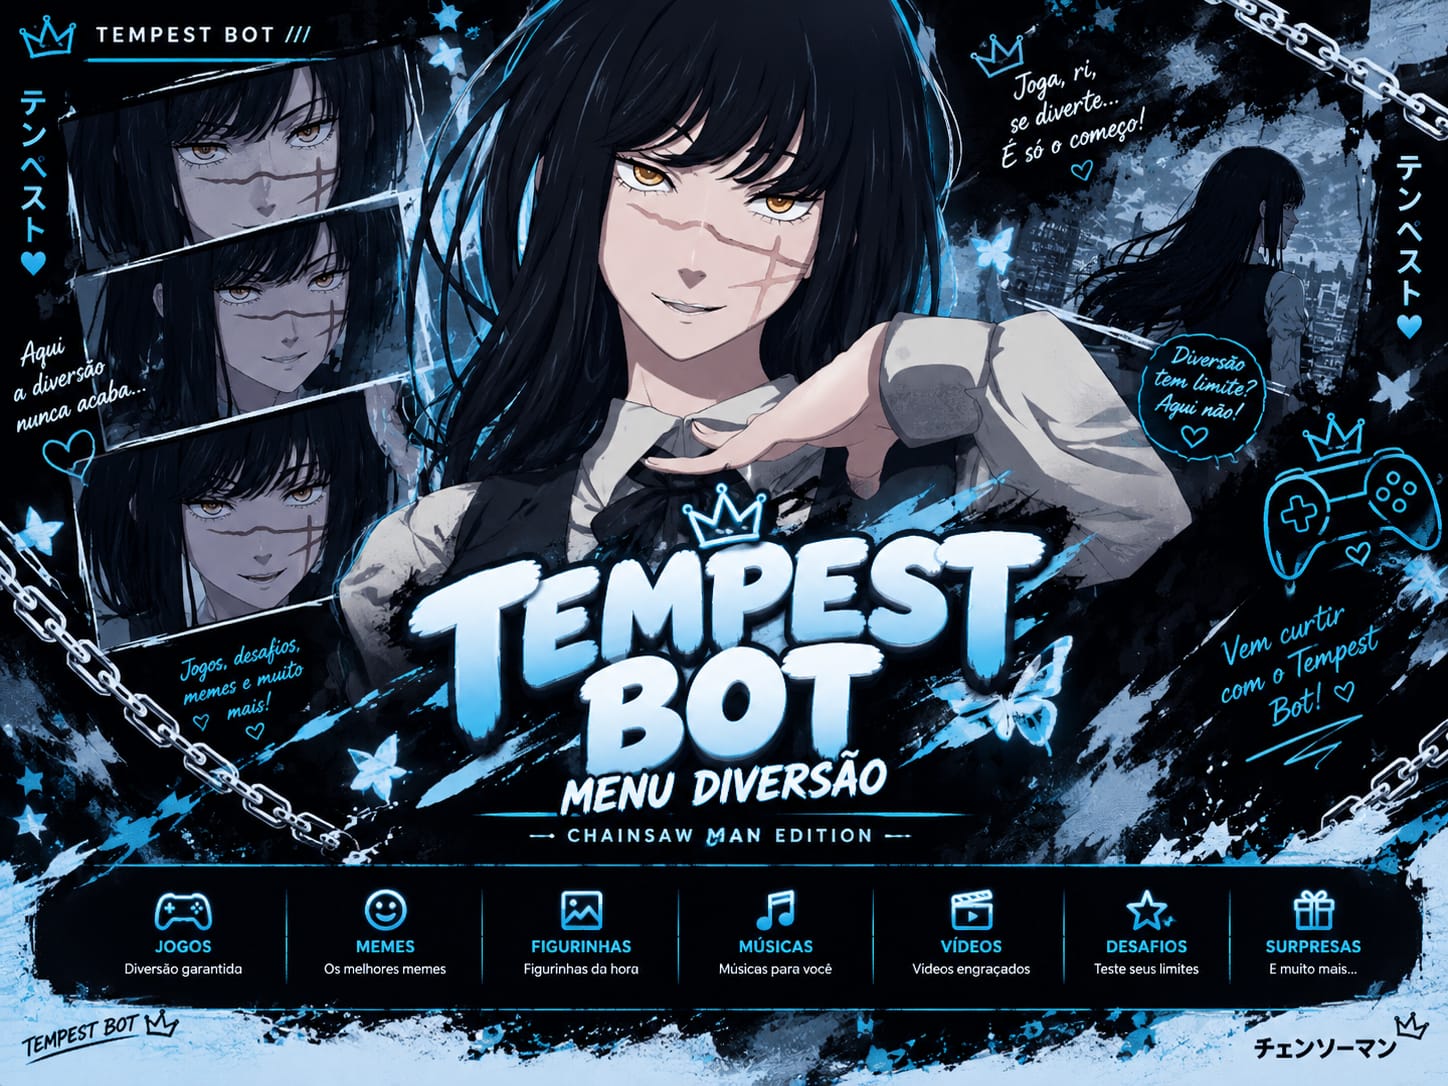 TEMPEST BOT ///
テンペスト♥
Aqui
a diversão
nunca acaba...
Jogos, desafios,
memes e muito
mais!
Joga, ri,
se diverte...
É só o começo!
テンペスト♥
Diversão
tem limite?
Aqui não!
Vem curtir
com o Tempest
Bot!
TEMPEST
BOT
MENU DIVERSÃO
CHAINSAW MAN EDITION
JOGOS
Diversão garantida
MEMES
Os melhores memes
FIGURINHAS
Figurinhas da hora
MÚSICAS
Músicas para você
VÍDEOS
Videos engraçados
DESAFIOS
Teste seus limites
SURPRESAS
E muito mais...
TEMPEST BOT
チェンソーマン